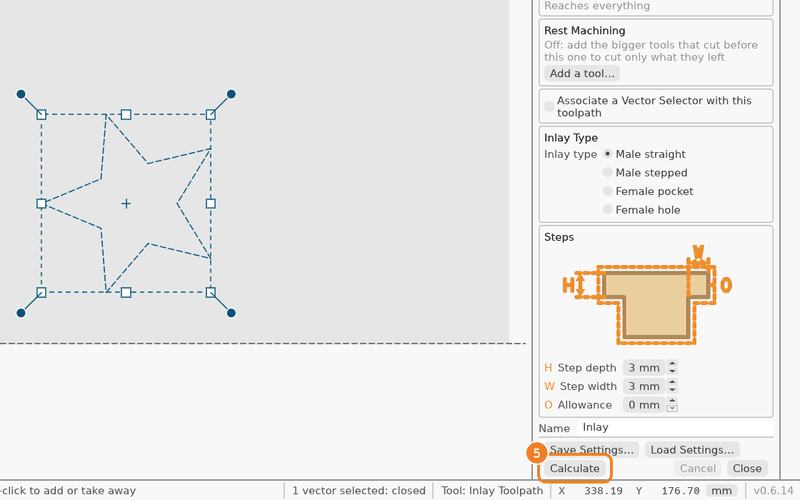 Reaches everything
Rest Machining
Off: add the bigger tools that cut before
this one to cut only what they left
Add a tool...
Associate a Vector Selector with this
toolpath
Inlay Type
Inlay type Male straight
Male stepped
Female pocket
Female hole
Steps
W
H O
H Step depth 3 mm
W Step width 3 mm
O Allowance 0 mm
Name Inlay
5
Save Settings... Load Settings...
Calculate Cancel Close
-click to add or take away 1 vector selected: closed Tool: Inlay Toolpath X 338.19 Y 176.70 mm v0.6.14